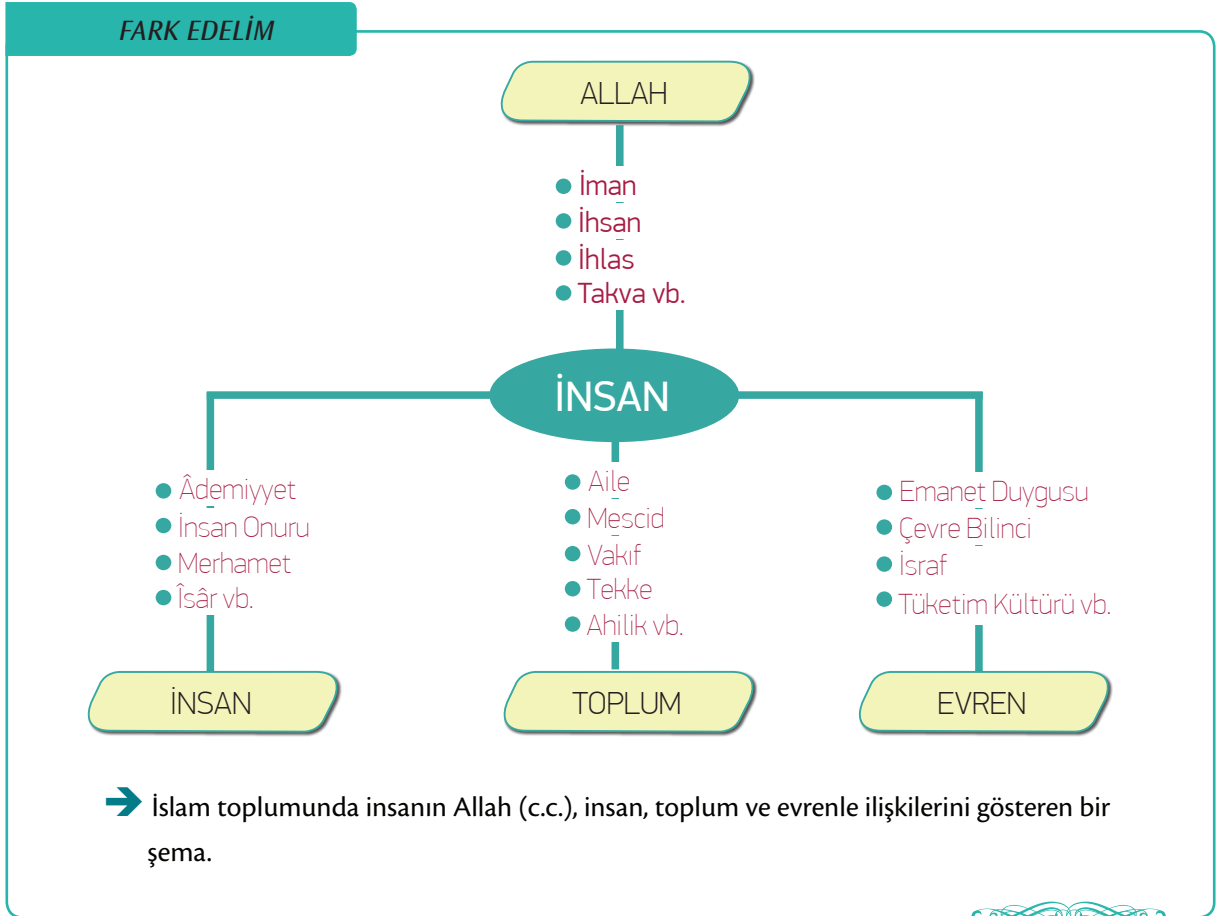 FARK EDELİM
ALLAH
İman
İhsan
İhlas
Takva vb.
İNSAN
Âdemiyyet
İnsan Onuru
Merhamet
Îsâr vb.
Aile
Mescid
Vakıf
Tekke
Ahilik vb.
Emanet Duygusu
Çevre Bilinci
İsraf
Tüketim Kültürü vb.
İNSAN
TOPLUM
EVREN
İslam toplumunda insanın Allah (c.c.), insan, toplum ve evrenle ilişkilerini gösteren bir
şema.